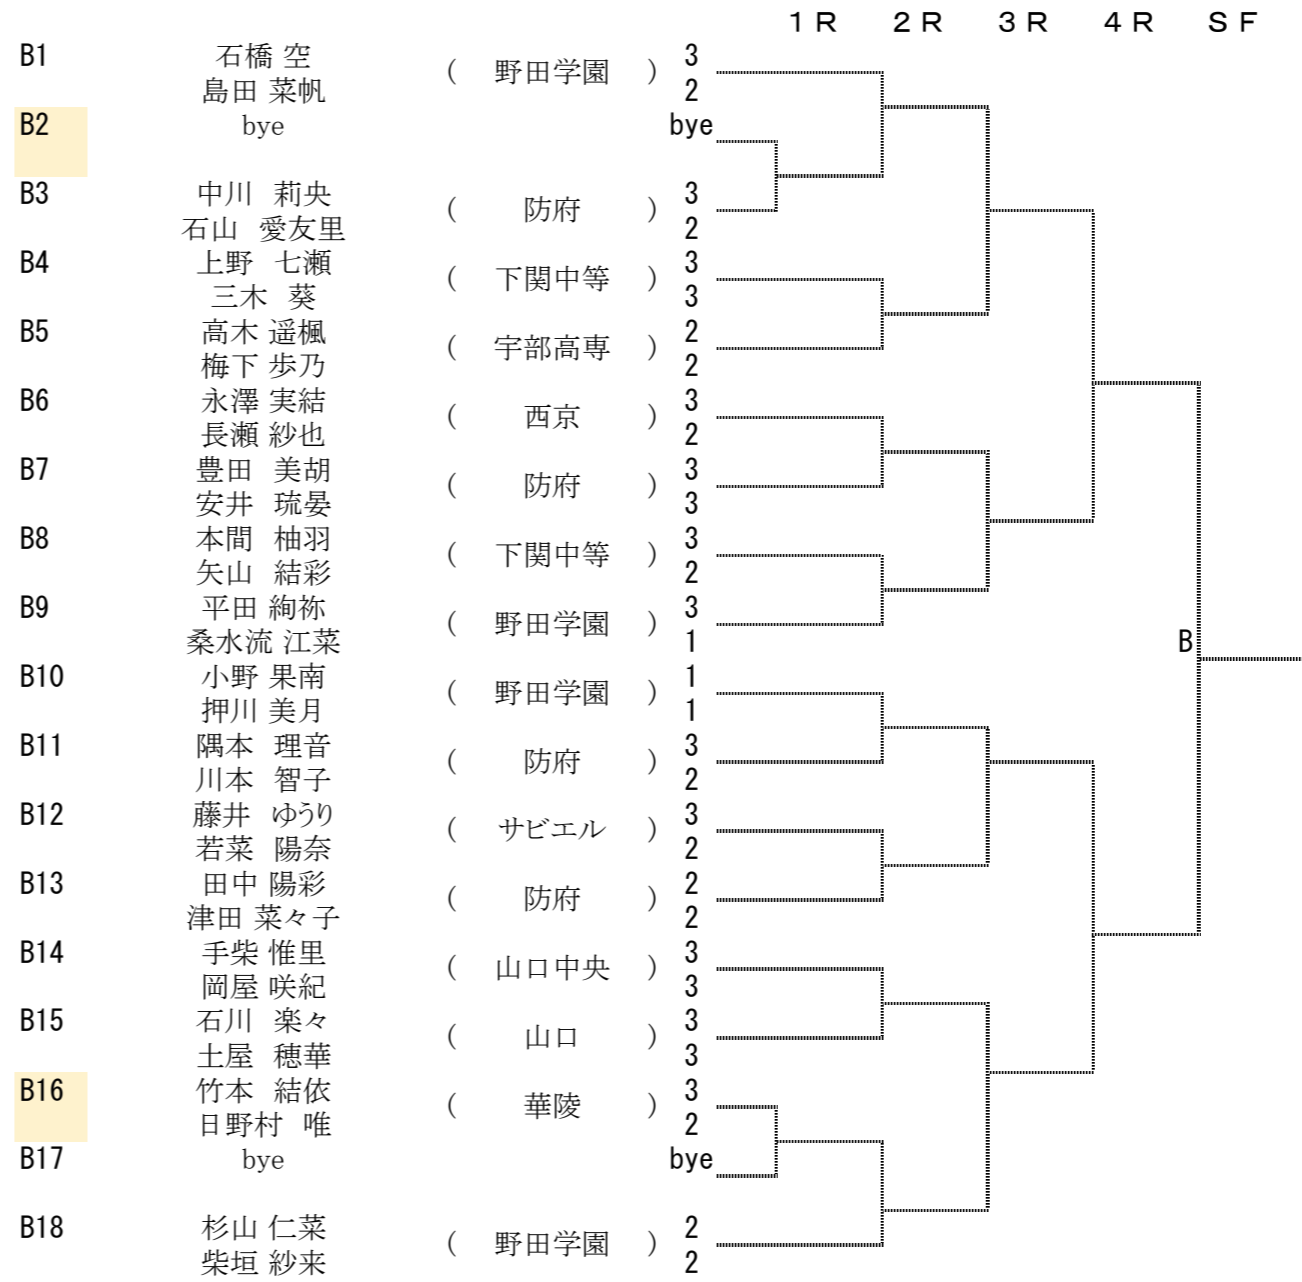 １Ｒ ２Ｒ ３Ｒ ４Ｒ ＳＦ
B1 石橋 空 ( 野田学園 ) 3
島田 菜帆 2
B2 bye bye
B3 中川 莉央 ( 防府 ) 3
石山 愛友里 2
B4 上野 七瀬 ( 下関中等 ) 3
三木 葵 3
B5 高木 遥楓 ( 宇部高専 ) 2
梅下 歩乃 2
B6 永澤 実結 ( 西京 ) 3
長瀬 紗也 2
B7 豊田 美胡 ( 防府 ) 3
安井 琉晏 3
B8 本間 柚羽 ( 下関中等 ) 3
矢山 結彩 2
B9 平田 絢祢 ( 野田学園 ) 3
桑水流 江菜 1
B
B10 小野 果南 ( 野田学園 ) 1
押川 美月 1
B11 隅本 理音 ( 防府 ) 3
川本 智子 2
B12 藤井 ゆうり ( サビエル ) 3
若菜 陽奈 2
B13 田中 陽彩 ( 防府 ) 2
津田 菜々子 2
B14 手柴 惟里 ( 山口中央 ) 3
岡屋 咲紀 3
B15 石川 楽々 ( 山口 ) 3
土屋 穂華 3
B16 竹本 結依 ( 華陵 ) 3
日野村 唯 2
B17 bye bye
B18 杉山 仁菜 ( 野田学園 ) 2
柴垣 紗来 2